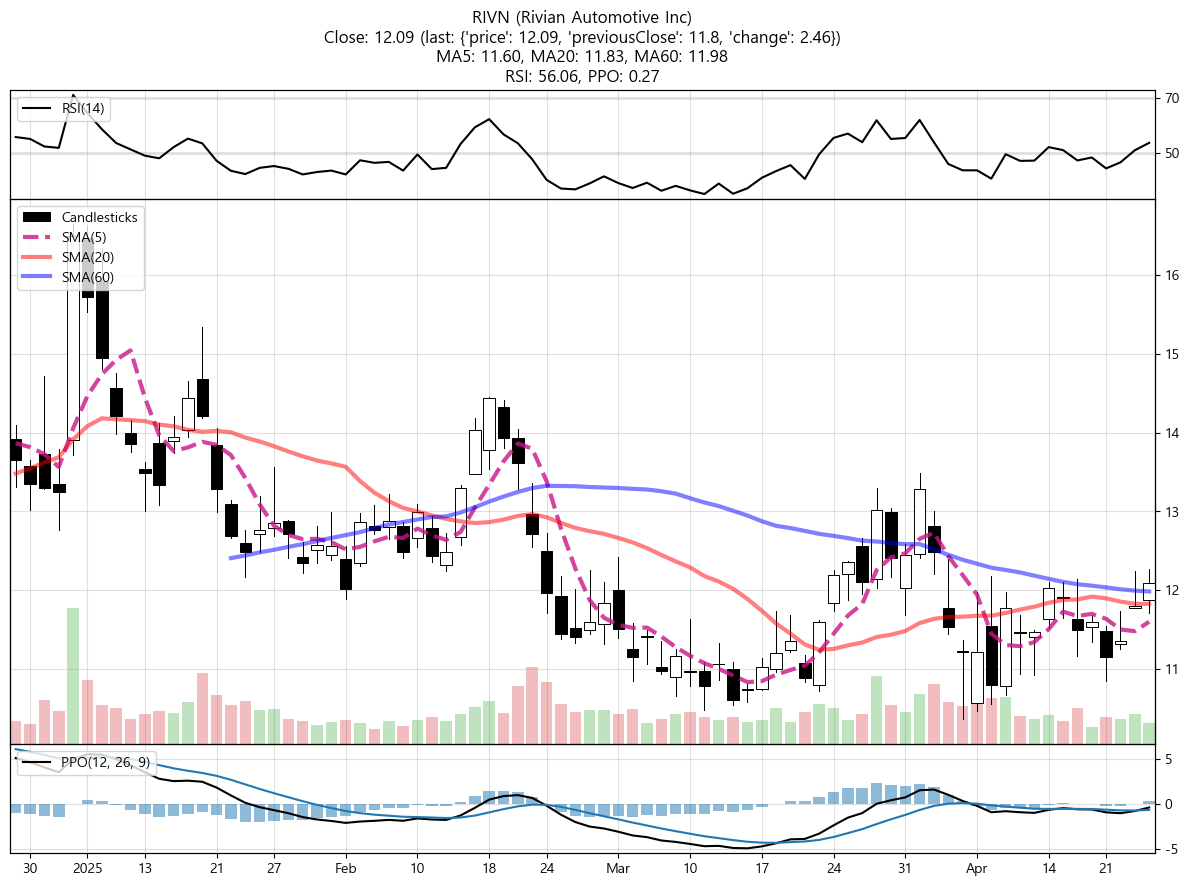 RIVN (Rivian Automotive Inc)
Close: 12.09 (last: {'price': 12.09, 'previousClose': 11.8, 'change': 2.46})
MA5: 11.60, MA20: 11.83, MA60: 11.98
RSI: 56.06, PPO: 0.27
RSI(14)
70
50
Candlesticks
SMA(5)
SMA(20)
SMA(60)
16
15
14
13
12
11
PPO(12, 26, 9)
5
0
-5
30 2025 13 21 27 Feb 10 18 24 Mar 10 17 24 31 Apr 14 21